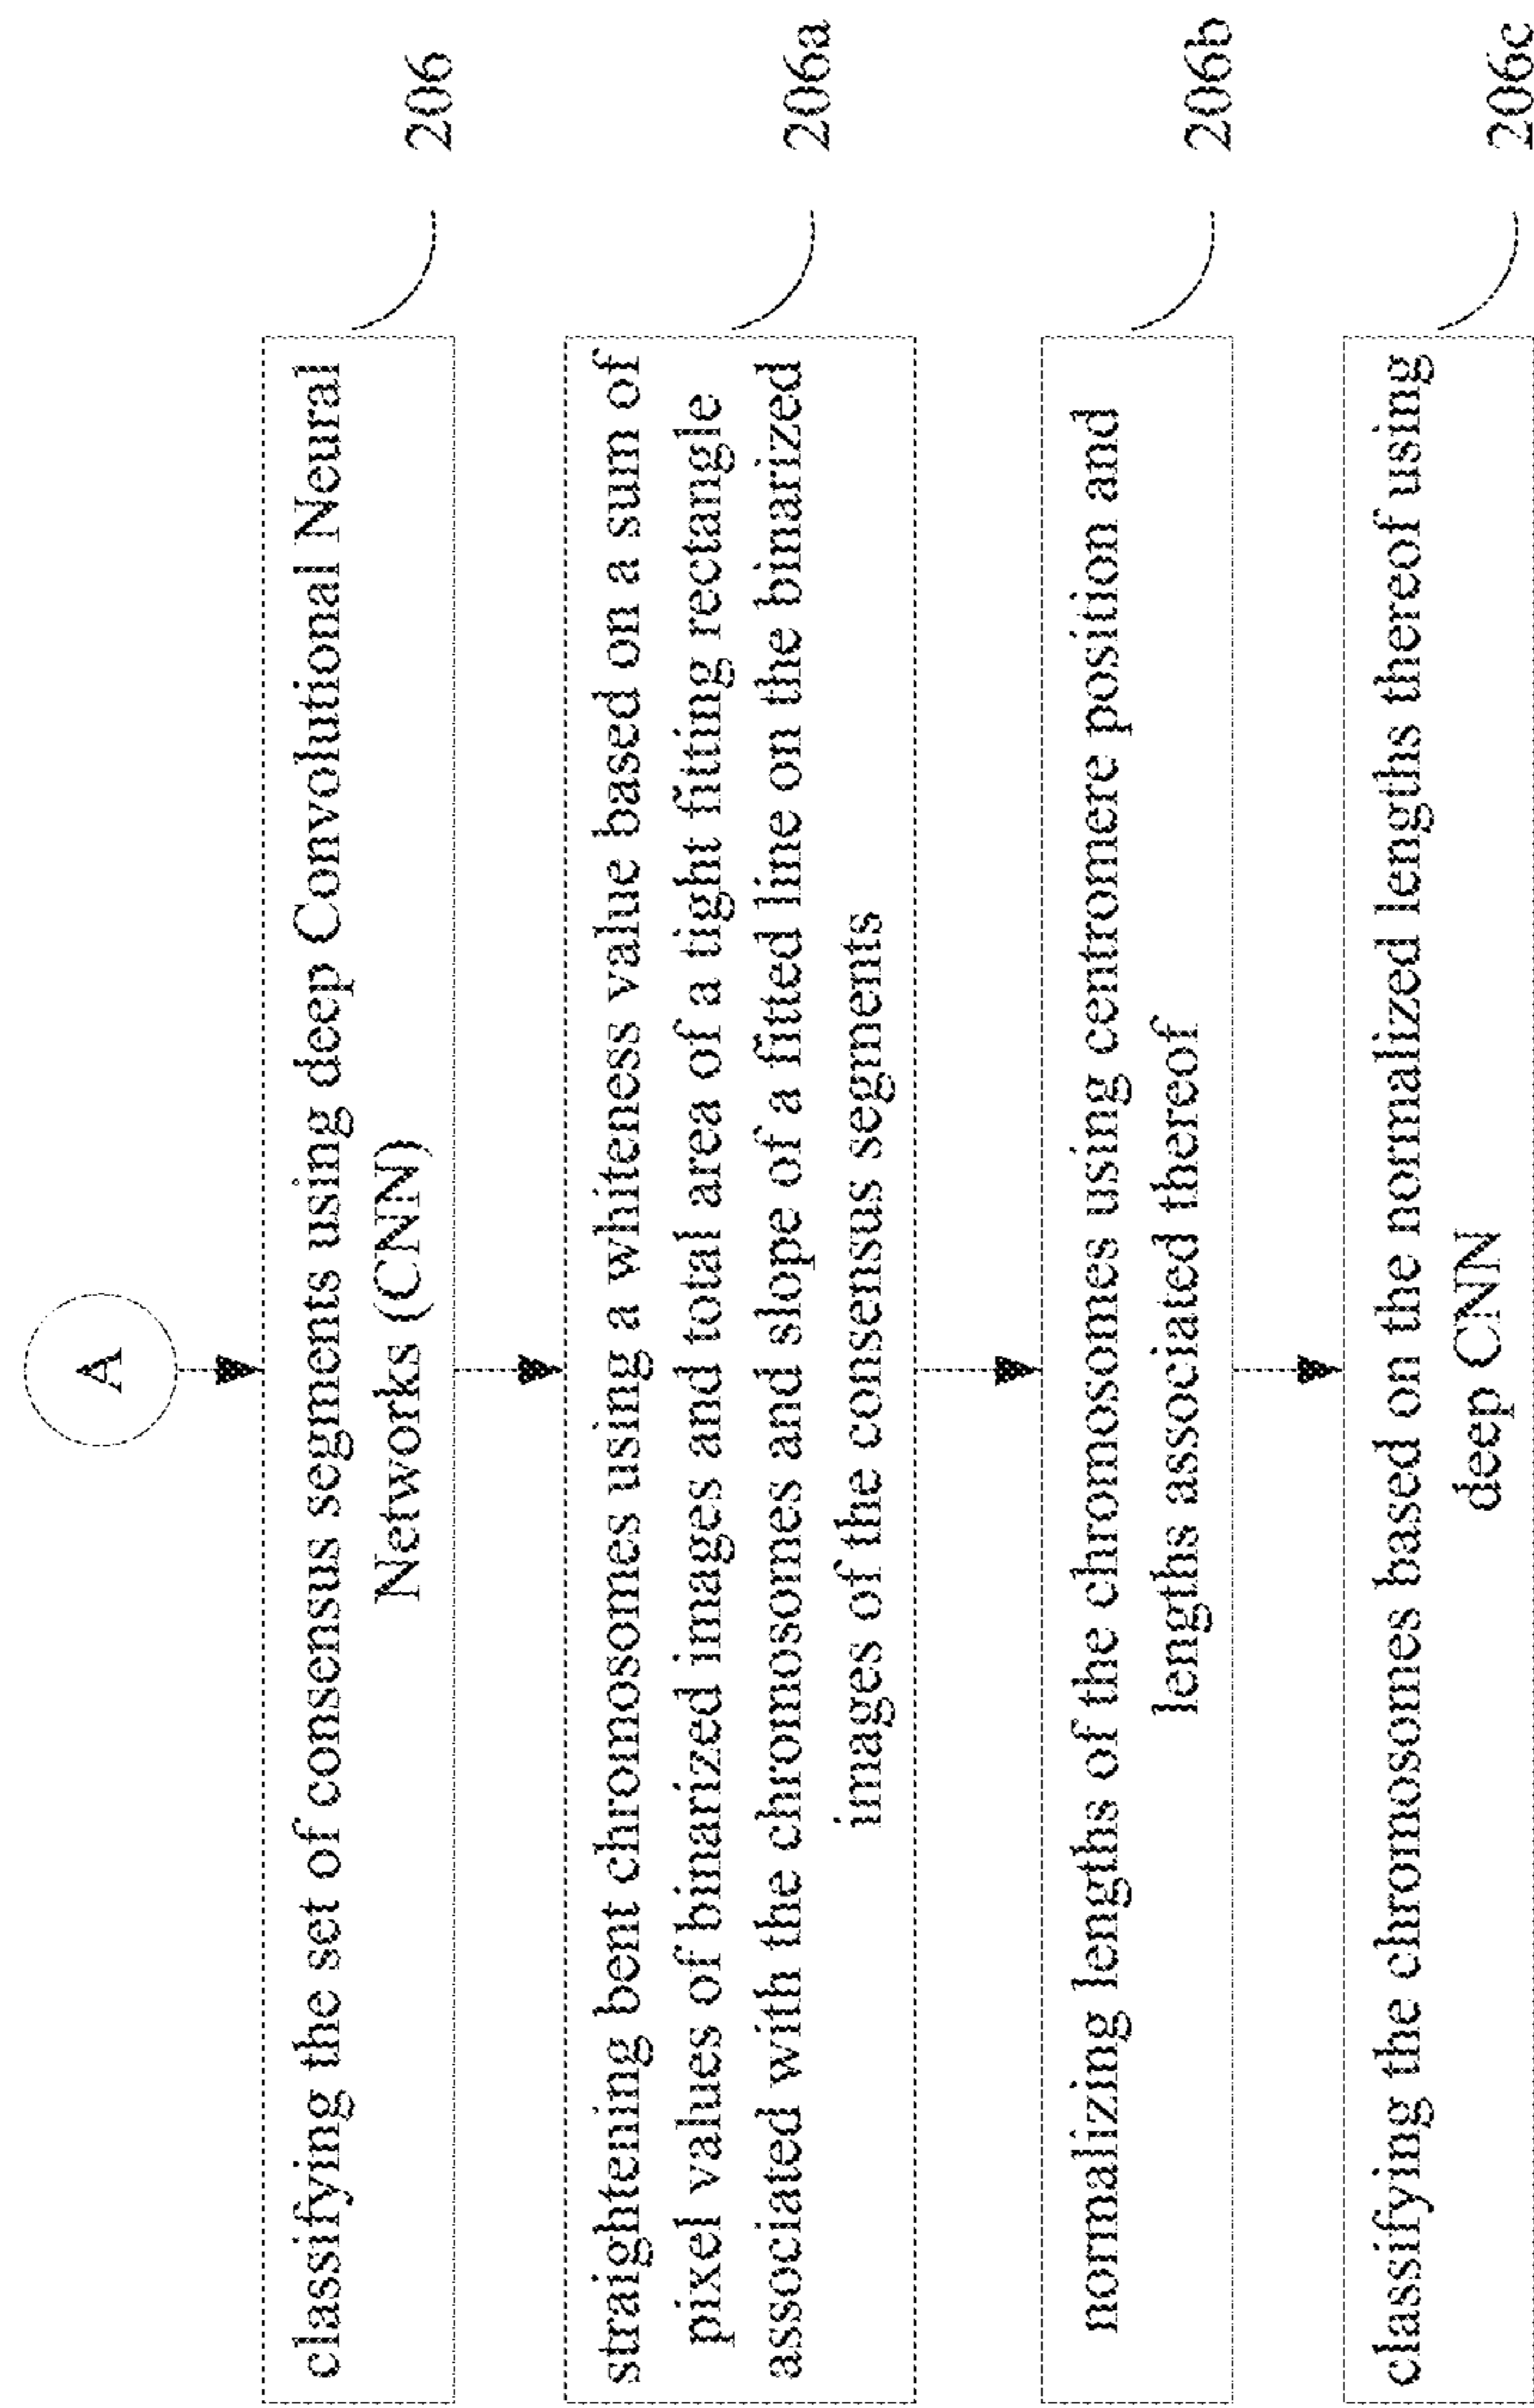 A
classifying the set of consensus segments using deep Convolutional Neural
Networks (CNN)
206
straightening bent chromosomes using a whiteness value based on a sum of
pixel values of binarized images and total area of a tight fitting rectangle
associated with the chromosomes and slope of a fitted line on the binarized
images of the consensus segments
206a
normalizing lengths of the chromosomes using centromere position and
lengths associated thereof
206b
classifying the chromosomes based on the normalized lengths thereof using
deep CNN
206c